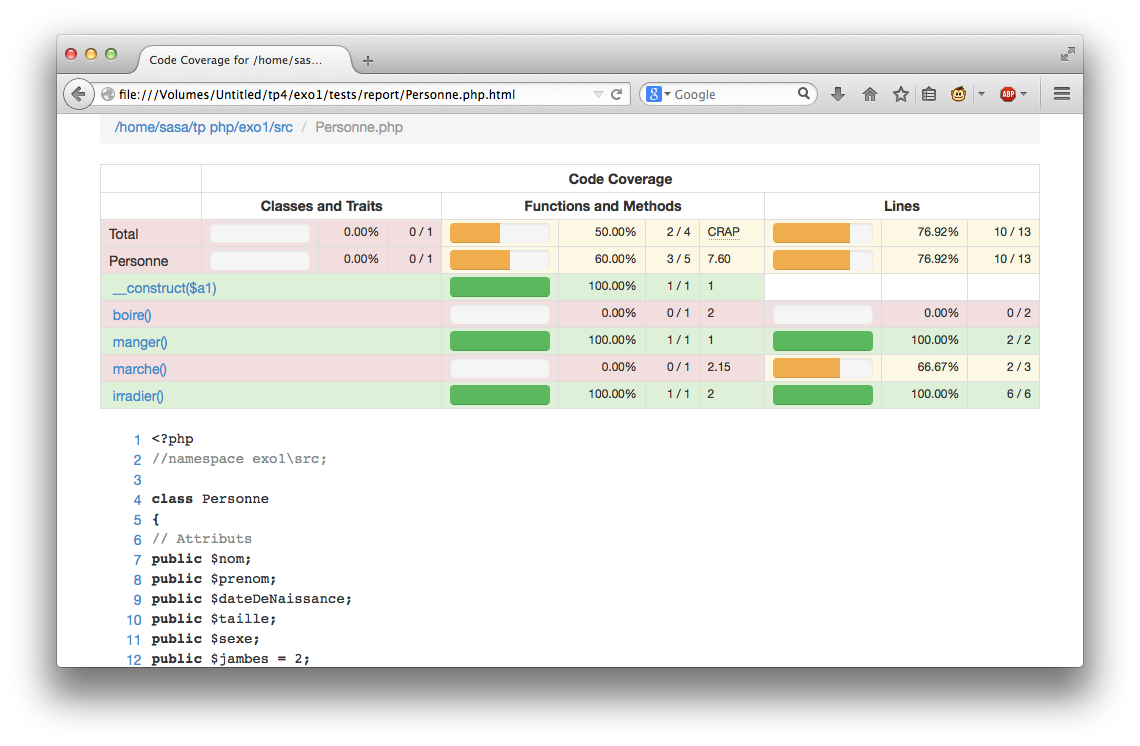 Code Coverage for /home/sas...
file:///Volumes/Untitled/tp4/exo1/tests/report/Personne.php.html
Google
ABP
/home/sasa/tp php/exo1/src / Personne.php
Code Coverage
Classes and Traits Functions and Methods Lines
Total 0.00% 0 / 1 50.00% 2 / 4 CRAP 76.92% 10 / 13
Personne 0.00% 0 / 1 60.00% 3 / 5 7.60 76.92% 10 / 13
__construct($a1) 100.00% 1 / 1 1
boire() 0.00% 0 / 1 2 0.00% 0 / 2
manger() 100.00% 1 / 1 1 100.00% 2 / 2
marche() 0.00% 0 / 1 2.15 66.67% 2 / 3
irradier() 100.00% 1 / 1 2 100.00% 6 / 6
1 <?php
2 //namespace exo1\src;
3
4 class Personne
5 {
6 // Attributs
7 public $nom;
8 public $prenom;
9 public $dateDeNaissance;
10 public $taille;
11 public $sexe;
12 public $jambes = 2;